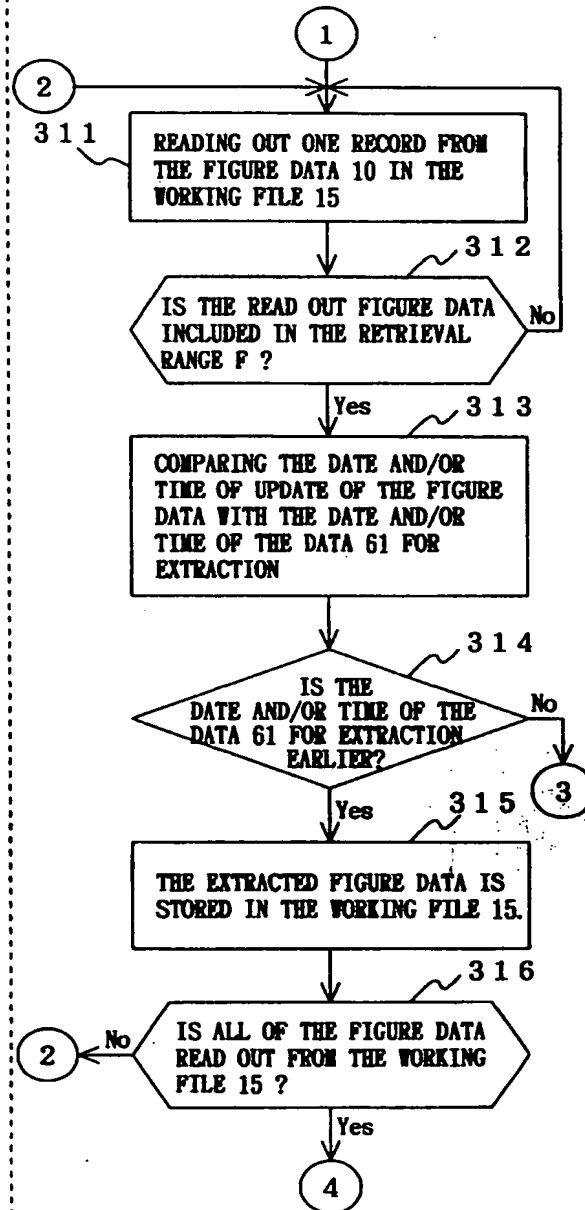 1
2
311
READING OUT ONE RECORD FROM
THE FIGURE DATA 10 IN THE
WORKING FILE 15
312
IS THE READ OUT FIGURE DATA
INCLUDED IN THE RETRIEVAL
RANGE F ?
No
Yes
313
COMPARING THE DATE AND/OR
TIME OF UPDATE OF THE FIGURE
DATA WITH THE DATE AND/OR
TIME OF THE DATA 61 FOR
EXTRACTION
314
IS THE
DATE AND/OR TIME OF THE
DATA 61 FOR EXTRACTION
EARLIER?
No
3
Yes
315
THE EXTRACTED FIGURE DATA IS
STORED IN THE WORKING FILE 15.
316
IS ALL OF THE FIGURE DATA
READ OUT FROM THE WORKING
FILE 15 ?
No
2
Yes
4